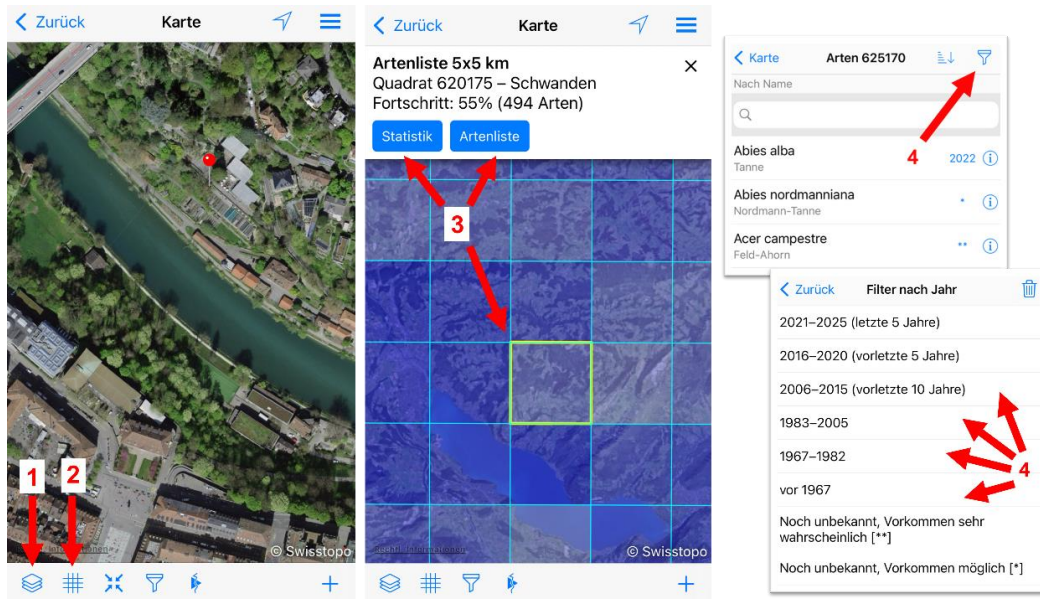 Zurück
Karte
1
2
© Swisstopo
Zurück
Karte
Artenliste 5x5 km
Quadrat 620175 – Schwanden
Fortschritt: 55% (494 Arten)
Statistik
Artenliste
3
© Swisstopo
Karte
Arten 625170
Nach Name
4
Abies alba
Tanne
2022
Abies nordmanniana
Nordmann-Tanne
*
Acer campestre
Feld-Ahorn
**
Zurück
Filter nach Jahr
2021–2025 (letzte 5 Jahre)
2016–2020 (vorletzte 5 Jahre)
2006–2015 (vorletzte 10 Jahre)
1983–2005
1967–1982
4
vor 1967
Noch unbekannt, Vorkommen sehr
wahrscheinlich [**]
Noch unbekannt, Vorkommen möglich [*]